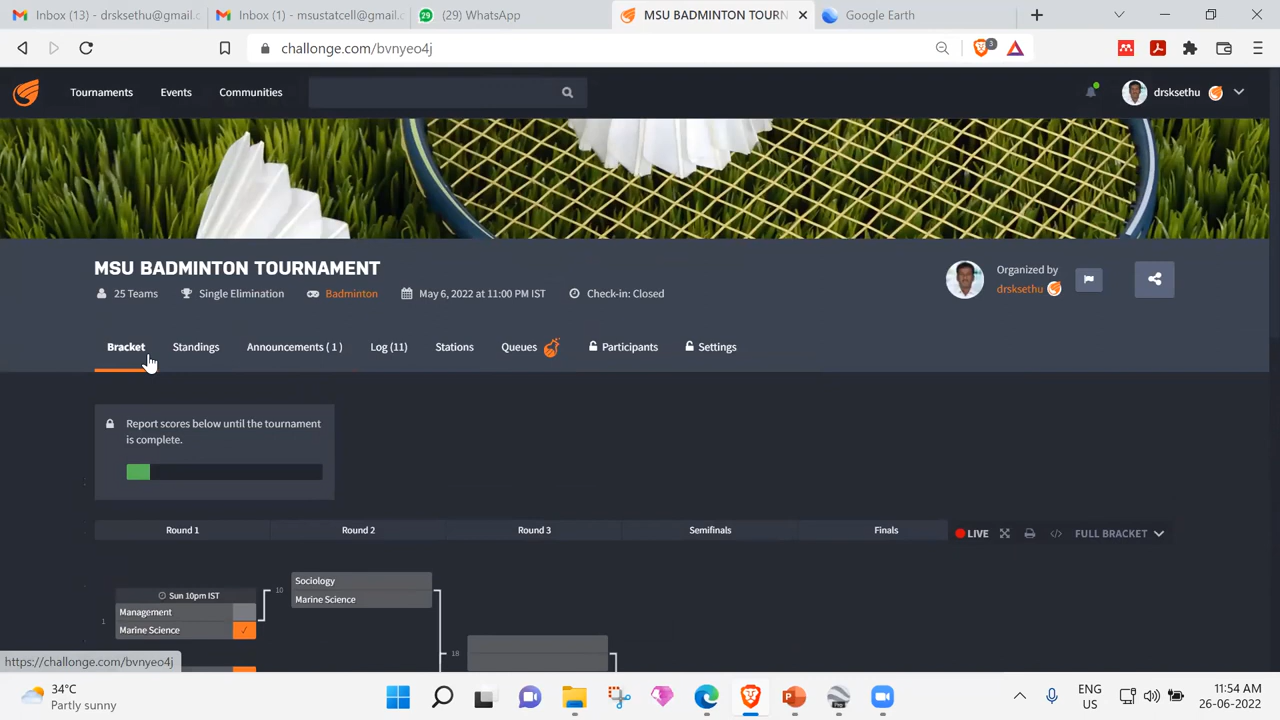 Inbox (13) - drsksethu@gmail.c
Inbox (1) - msustatcell@gmail.c
(29) WhatsApp
MSU BADMINTON TOURN
Google Earth
challonge.com/bvnyeo4j
3
Tournaments
Events
Communities
drsksethu
MSU BADMINTON TOURNAMENT
25 Teams
Single Elimination
Badminton
May 6, 2022 at 11:00 PM IST
Check-in: Closed
Organized by
drsksethu
Bracket
Standings
Announcements ( 1 )
Log (11)
Stations
Queues
Participants
Settings
Report scores below until the tournament
is complete.
Round 1
Round 2
Round 3
Semifinals
Finals
LIVE
FULL BRACKET
Sun 10pm IST
1
Management
Marine Science
10
Sociology
Marine Science
18
https://challonge.com/bvnyeo4j
34°C
Partly sunny
ENG
US
11:54 AM
26-06-2022